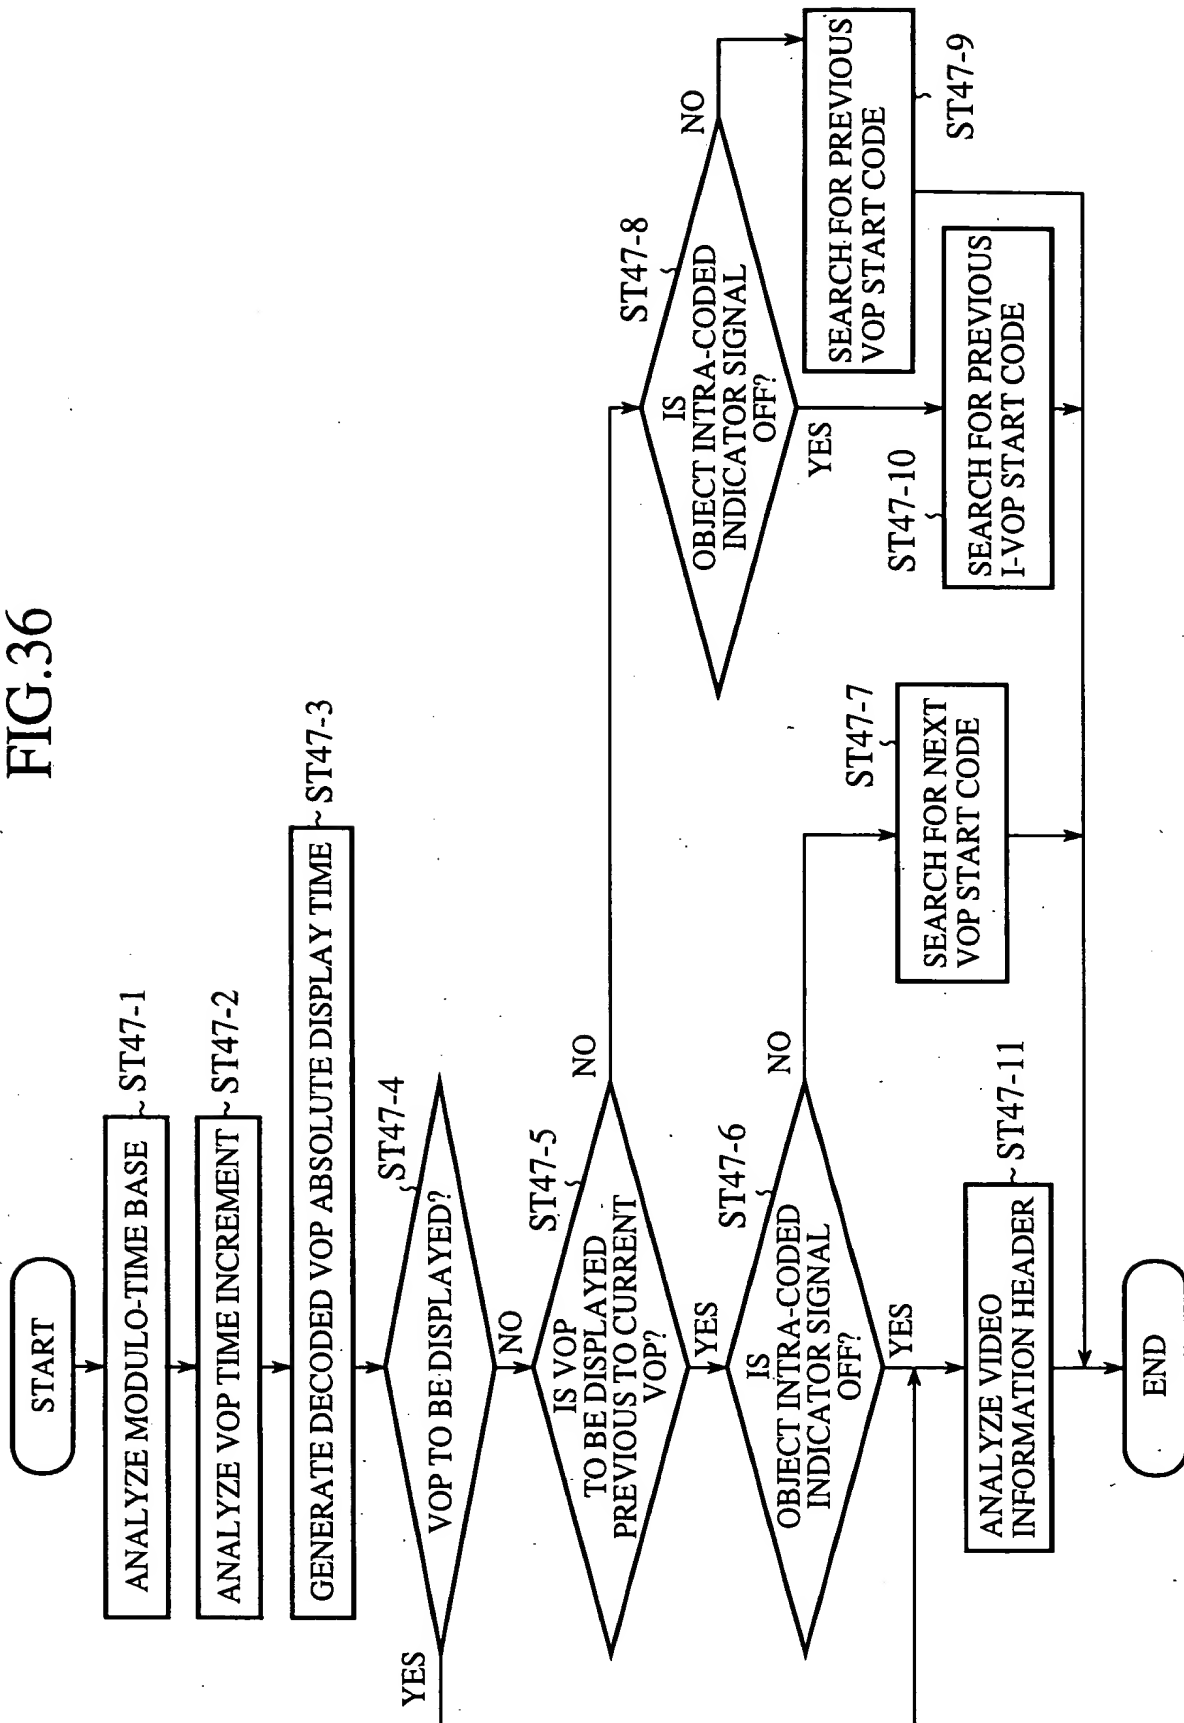 FIG.36
START
ANALYZE MODULO-TIME BASE
ST47-1
ANALYZE VOP TIME INCREMENT
ST47-2
GENERATE DECODED VOP ABSOLUTE DISPLAY TIME
ST47-3
ST47-4
VOP TO BE DISPLAYED?
YES
NO
ST47-5
IS VOP
TO BE DISPLAYED
PREVIOUS TO CURRENT
VOP?
NO
YES
ST47-6
IS
OBJECT INTRA-CODED
INDICATOR SIGNAL
OFF?
NO
YES
ST47-7
SEARCH FOR NEXT
VOP START CODE
ST47-8
IS
OBJECT INTRA-CODED
INDICATOR SIGNAL
OFF?
NO
YES
SEARCH FOR PREVIOUS
VOP START CODE
ST47-9
ST47-10
SEARCH FOR PREVIOUS
I-VOP START CODE
ANALYZE VIDEO
INFORMATION HEADER
ST47-11
END